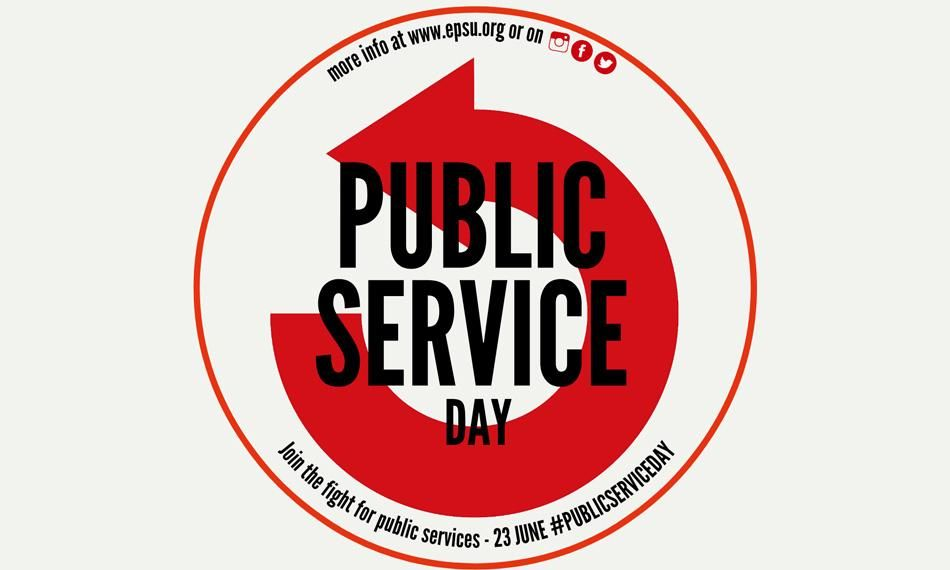 more info at www.epsu.org or on
PUBLIC
SERVICE
DAY
Join the fight for public services - 23 JUNE #PUBLICSERVICEDAY